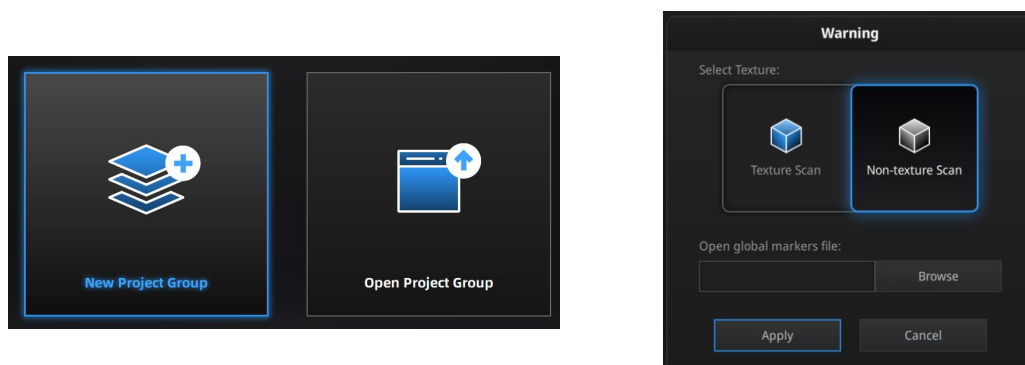 New Project Group
Open Project Group
Warning
Select Texture:
Texture Scan
Non-texture Scan
Open global markers file:
Browse
Apply
Cancel